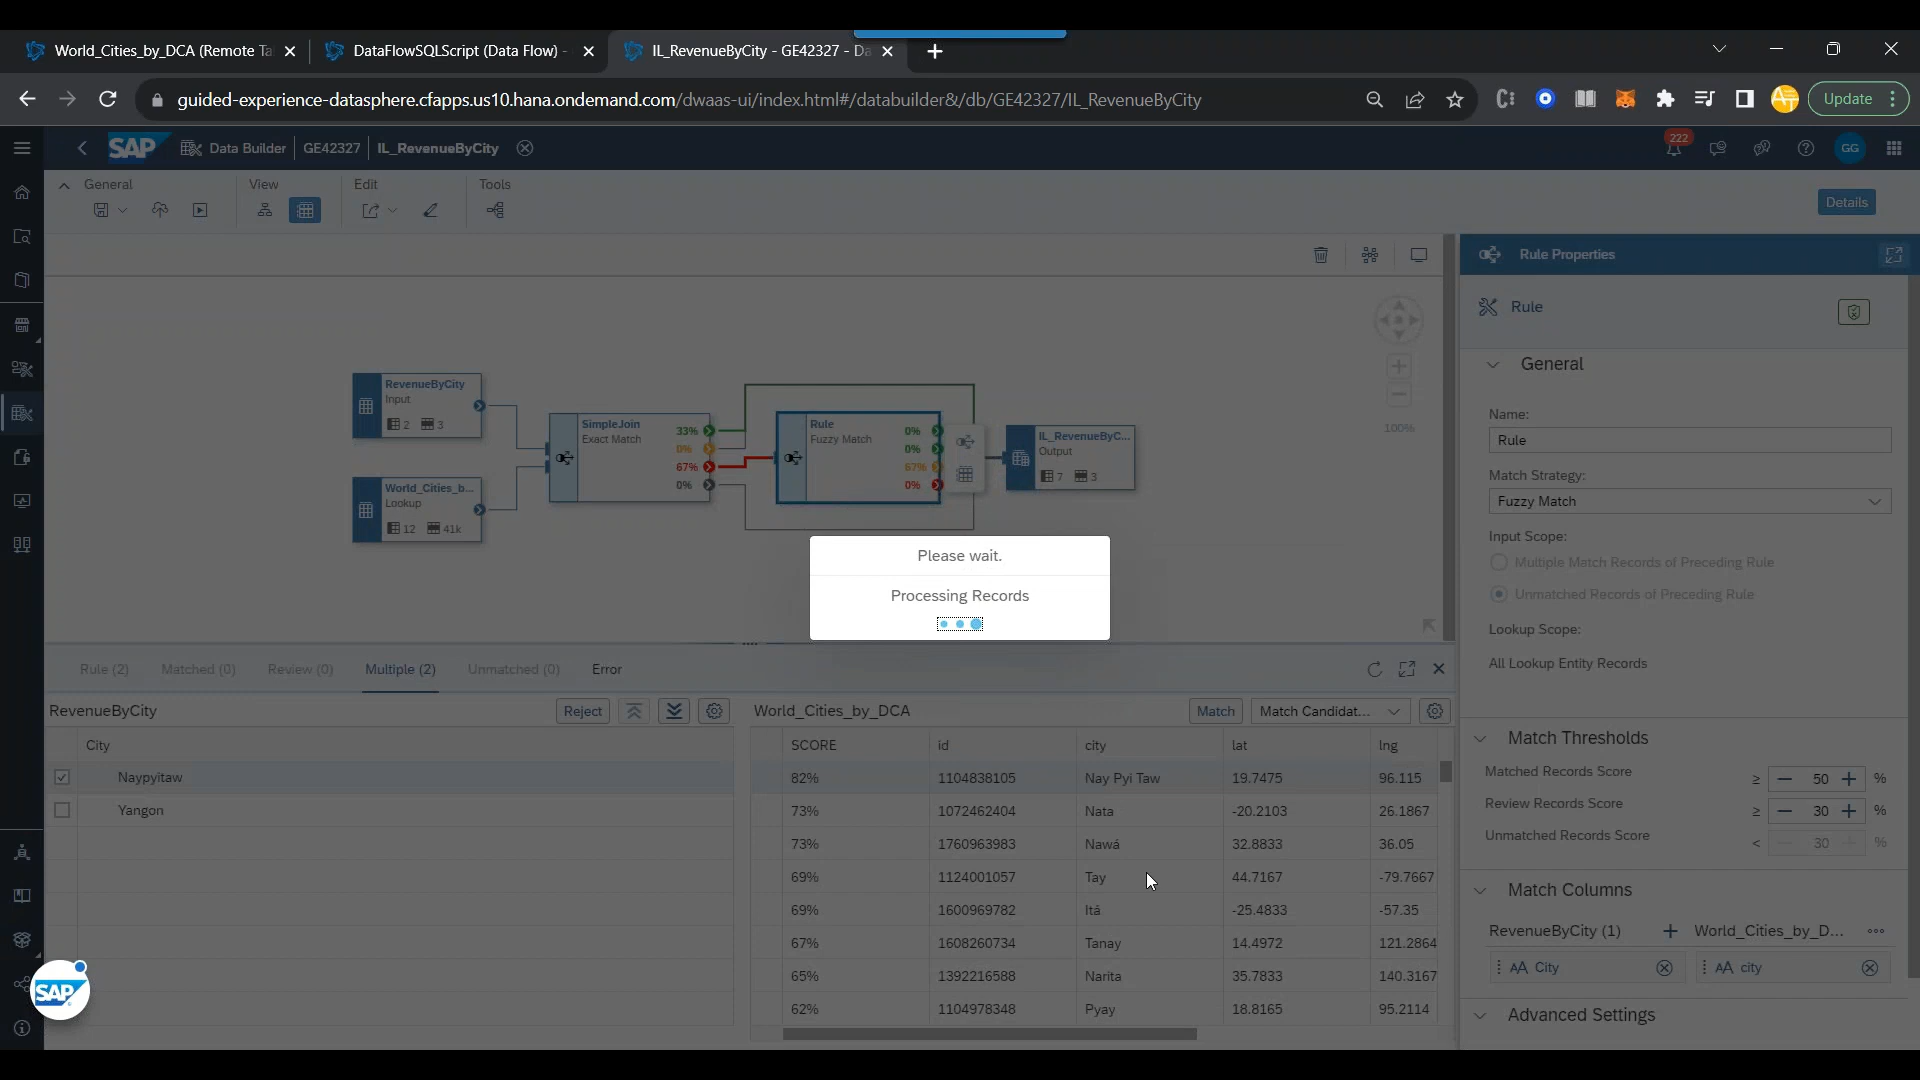 World_Cities_by_DCA (Remote Ta
DataFlowSQLScript (Data Flow) -
IL_RevenueByCity - GE42327 - Da
guided-experience-datasphere.cfapps.us10.hana.ondemand.com/dwaas-ui/index.html#/databuilder&/db/GE42327/IL_RevenueByCity
Update
SAP
Data Builder
GE42327
IL_RevenueByCity
222
GG
General
View
Edit
Tools
Details
Rule Properties
Rule
General
Name:
Rule
Match Strategy:
Fuzzy Match
Input Scope:
Multiple Match Records of Preceding Rule
Unmatched Records of Preceding Rule
Lookup Scope:
All Lookup Entity Records
100%
RevenueByCity
Input
2 3
World_Cities_b...
Lookup
12 41k
SimpleJoin
Exact Match
33%
0%
67%
0%
Rule
Fuzzy Match
0%
0%
67%
0%
IL_RevenueByC...
Output
7 3
Please wait.
Processing Records
Rule (2)
Matched (0)
Review (0)
Multiple (2)
Unmatched (0)
Error
RevenueByCity
Reject
World_Cities_by_DCA
Match
Match Candidat...
City
Naypyitaw
Yangon
SCORE id city lat lng
82% 1104838105 Nay Pyi Taw 19.7475 96.115
73% 1072462404 Nata -20.2103 26.1867
73% 1760963983 Nawá 32.8833 36.05
69% 1124001057 Tay 44.7167 -79.7667
69% 1600969782 Itá -25.4833 -57.35
67% 1608260734 Tanay 14.4972 121.2864
65% 1392216588 Narita 35.7833 140.3167
62% 1104978348 Pyay 18.8165 95.2114
Match Thresholds
Matched Records Score ≥ 50 %
Review Records Score ≥ 30 %
Unmatched Records Score < 30 %
Match Columns
RevenueByCity (1)
World_Cities_by_D...
AA City
AA city
Advanced Settings
SAP